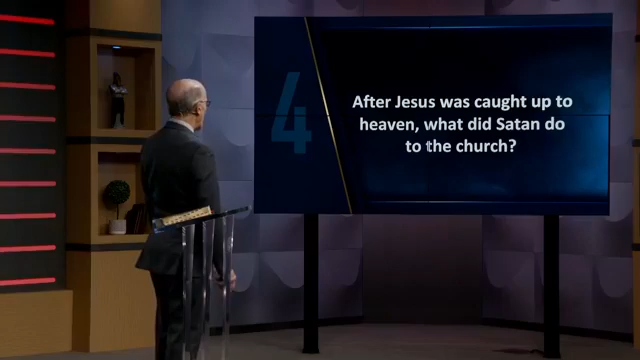 4
After Jesus was caught up to
heaven, what did Satan do
to the church?